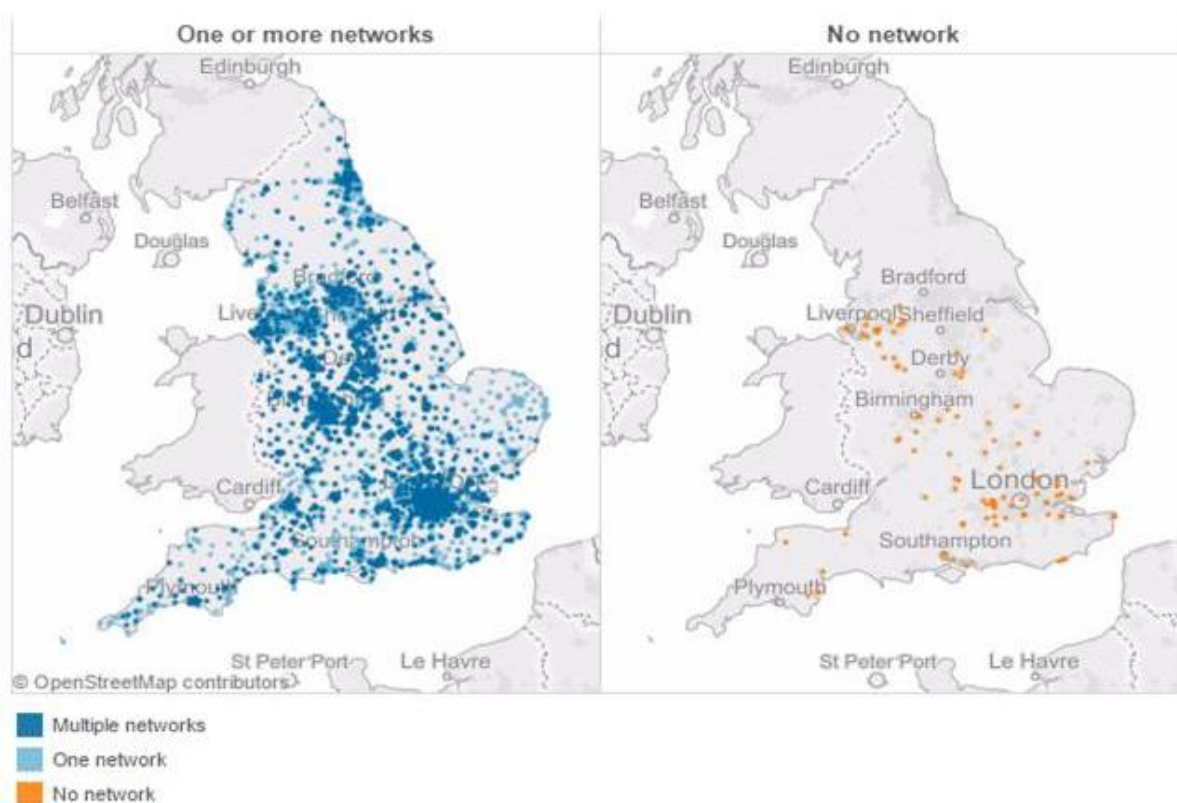 One or more networks
No network
Edinburgh
Belfast
Douglas
Bradford
Dublin
d
Cardiff
Southampton
Plymouth
St Peter Port
Le Havre
© OpenStreetMap contributors
Edinburgh
Belfast
Douglas
Bradford
Liverpool
Sheffield
Dublin
d
Derby
Birmingham
London
Cardiff
Southampton
Plymouth
St Peter Port
Le Havre
Multiple networks
One network
No network